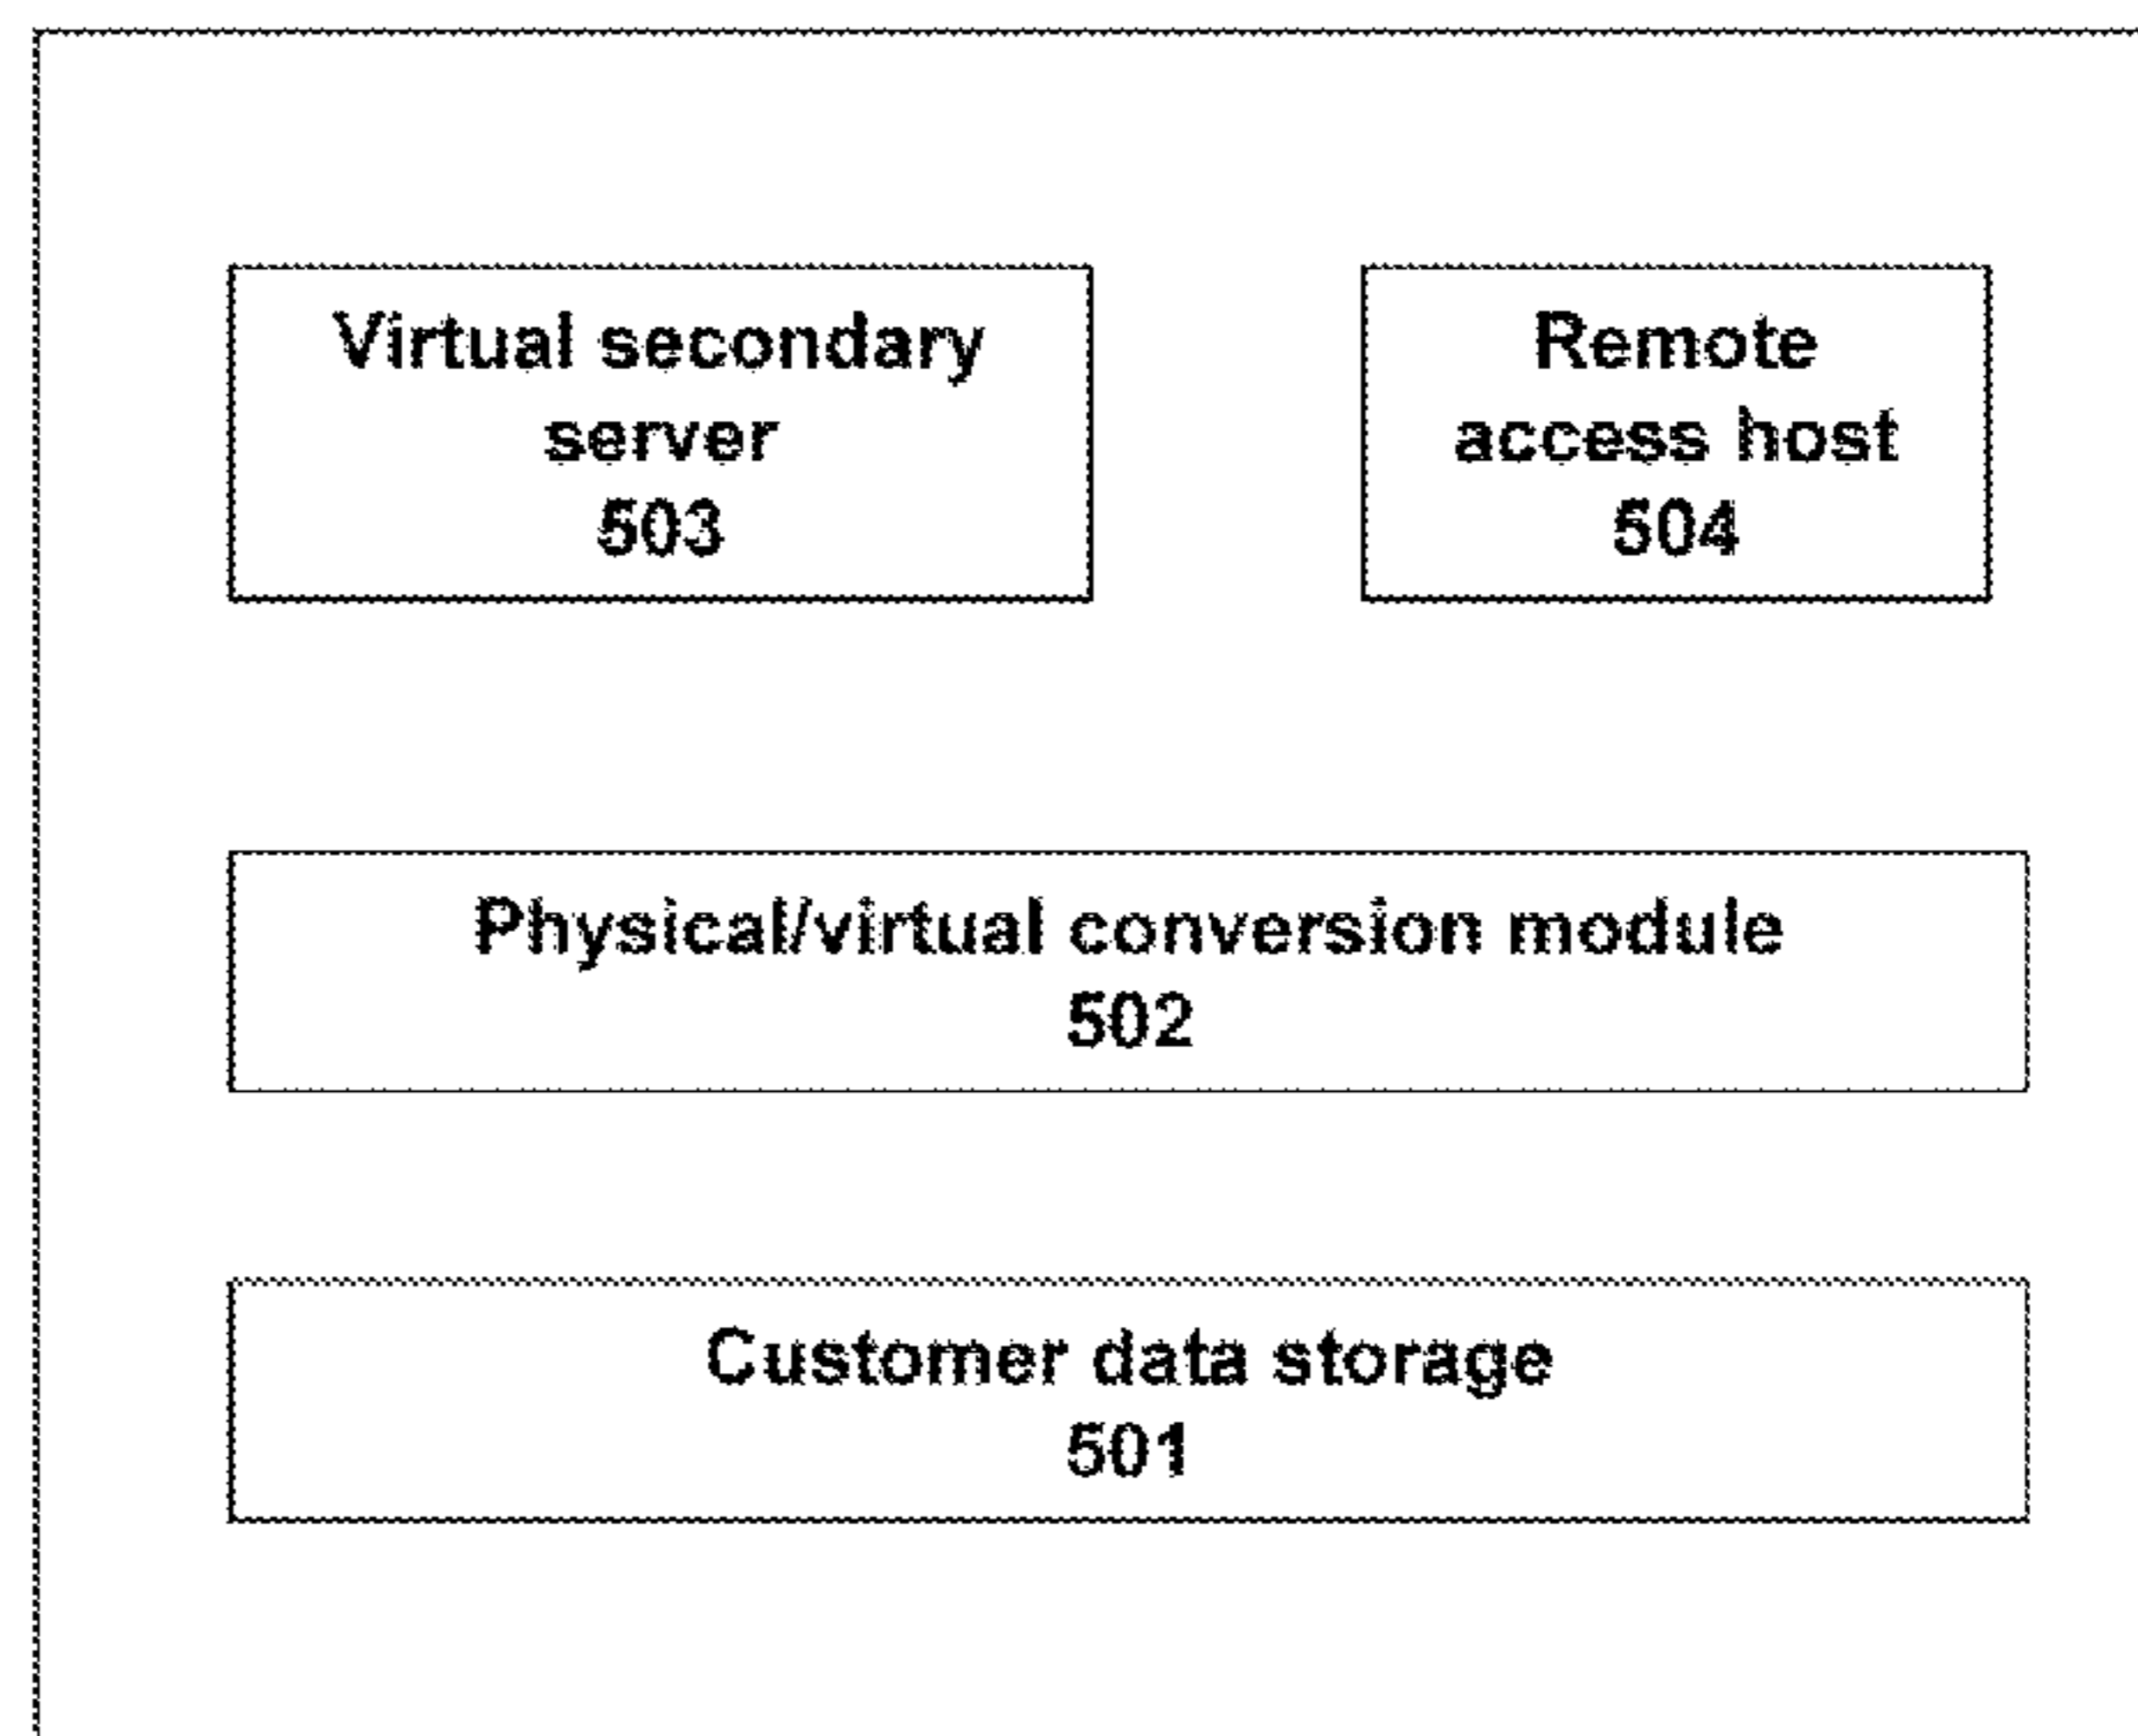 Virtual secondary
server
503
Remote
access host
504
Physical/virtual conversion module
502
Customer data storage
501